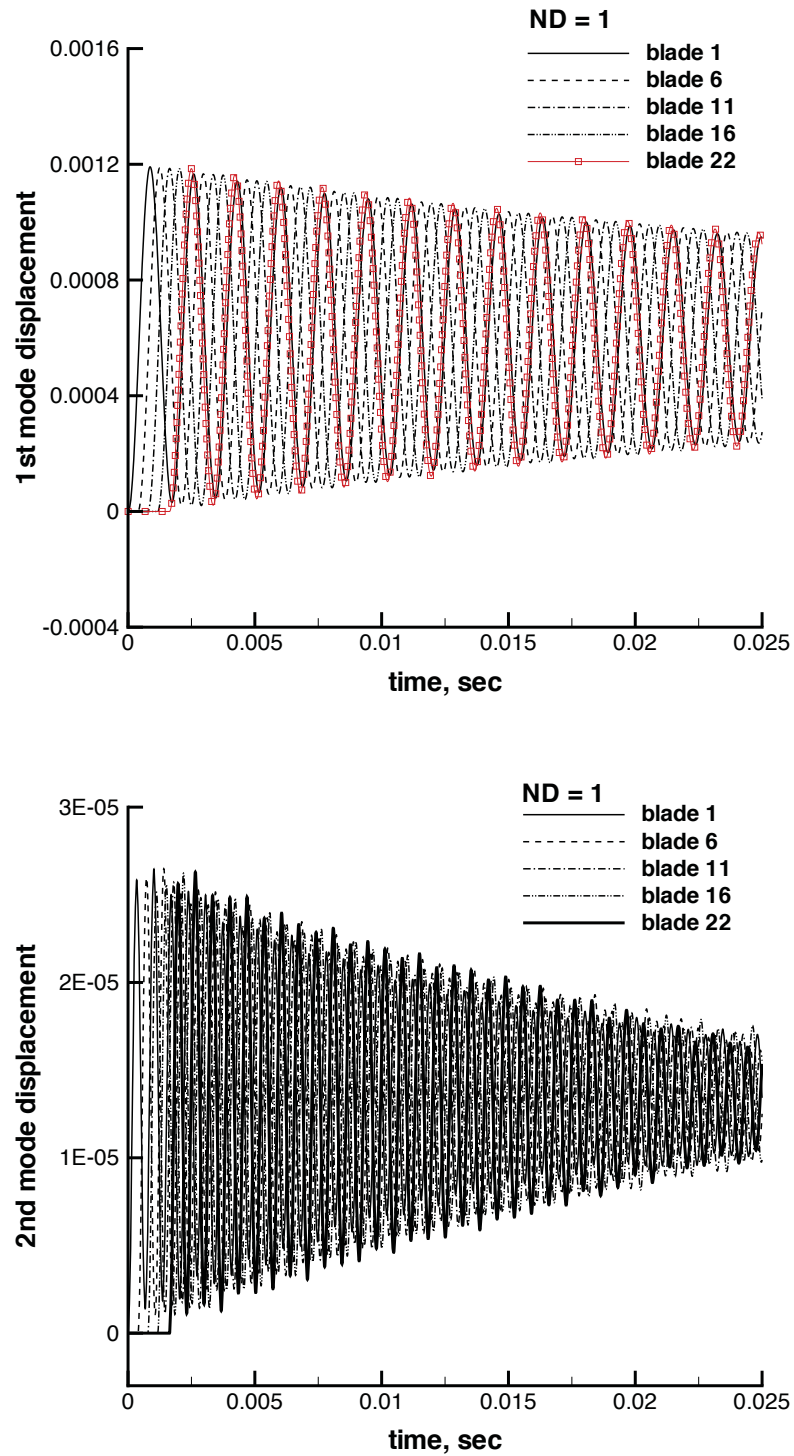 ND = 1
blade 1
blade 6
blade 11
blade 16
blade 22
0.0016
0.0012
0.0008
0.0004
0
-0.0004
1st mode displacement
0 0.005 0.01 0.015 0.02 0.025
time, sec
ND = 1
blade 1
blade 6
blade 11
blade 16
blade 22
3E-05
2E-05
1E-05
0
2nd mode displacement
0 0.005 0.01 0.015 0.02 0.025
time, sec